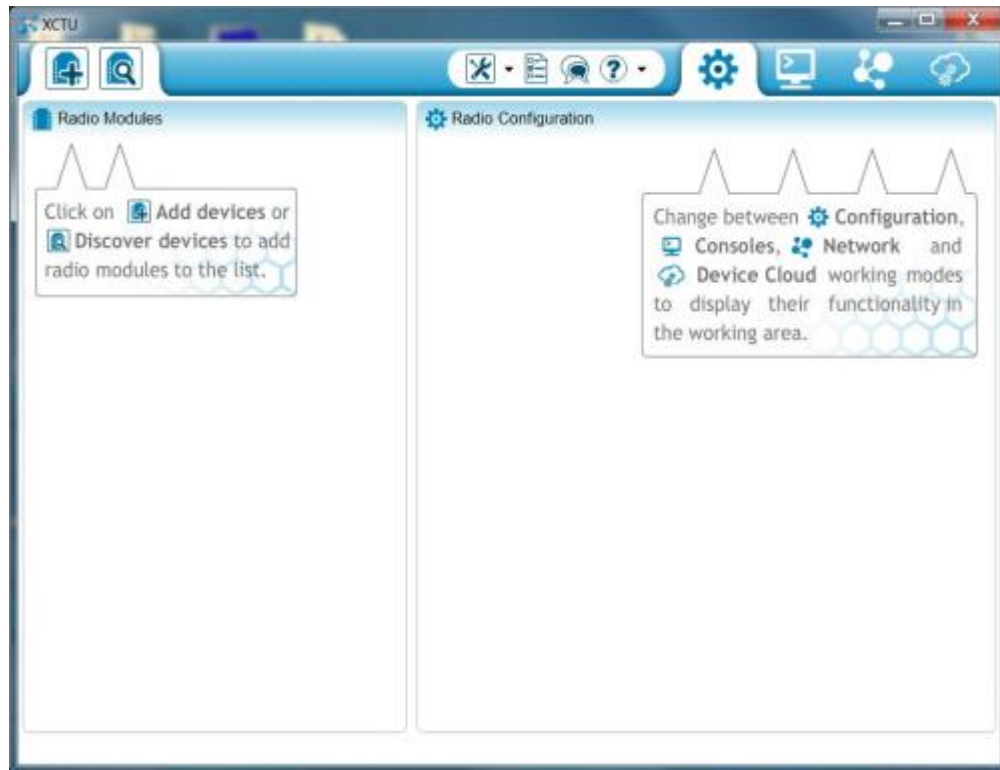 XCTU
Radio Modules
Radio Configuration
Click on Add devices or
Discover devices to add
radio modules to the list.
Change between Configuration,
Consoles, Network and
Device Cloud working modes
to display their functionality in
the working area.